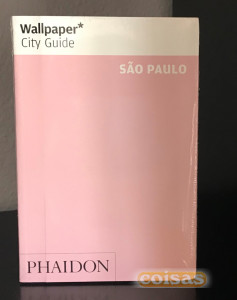 Wallpaper*
City Guide
SÃO PAULO
PHAIDON
coisas